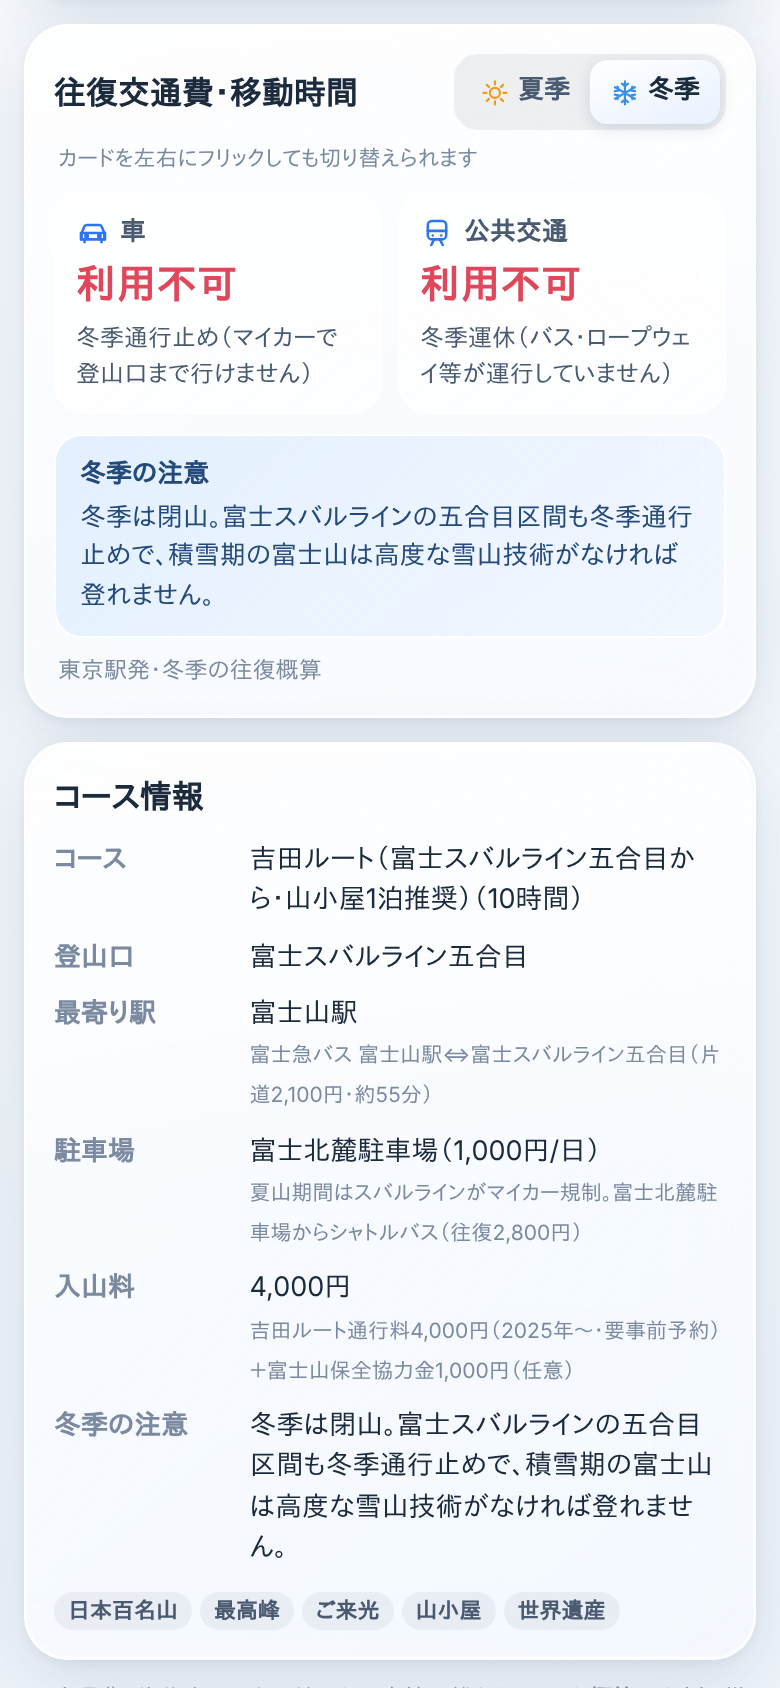 往復交通費・移動時間
夏季
冬季
カードを左右にフリックしても切り替えられます
車
利用不可
冬季通行止め（マイカーで
登山口まで行けません）
公共交通
利用不可
冬季運休（バス・ロープウェ
イ等が運行していません）
冬季の注意
冬季は閉山。富士スバルラインの五合目区間も冬季通行
止めで、積雪期の富士山は高度な雪山技術がなければ
登れません。
東京駅発・冬季の往復概算
コース情報
コース
吉田ルート（富士スバルライン五合目か
ら・山小屋1泊推奨）（10時間）
登山口
富士スバルライン五合目
最寄り駅
富士山駅
富士急バス 富士山駅⇔富士スバルライン五合目（片
道2,100円・約55分）
駐車場
富士北麓駐車場（1,000円/日）
夏山期間はスバルラインがマイカー規制。富士北麓駐
車場からシャトルバス（往復2,800円）
入山料
4,000円
吉田ルート通行料4,000円（2025年〜・要事前予約）
＋富士山保全協力金1,000円（任意）
冬季の注意
冬季は閉山。富士スバルラインの五合目
区間も冬季通行止めで、積雪期の富士山
は高度な雪山技術がなければ登れませ
ん。
日本百名山
最高峰
ご来光
山小屋
世界遺産